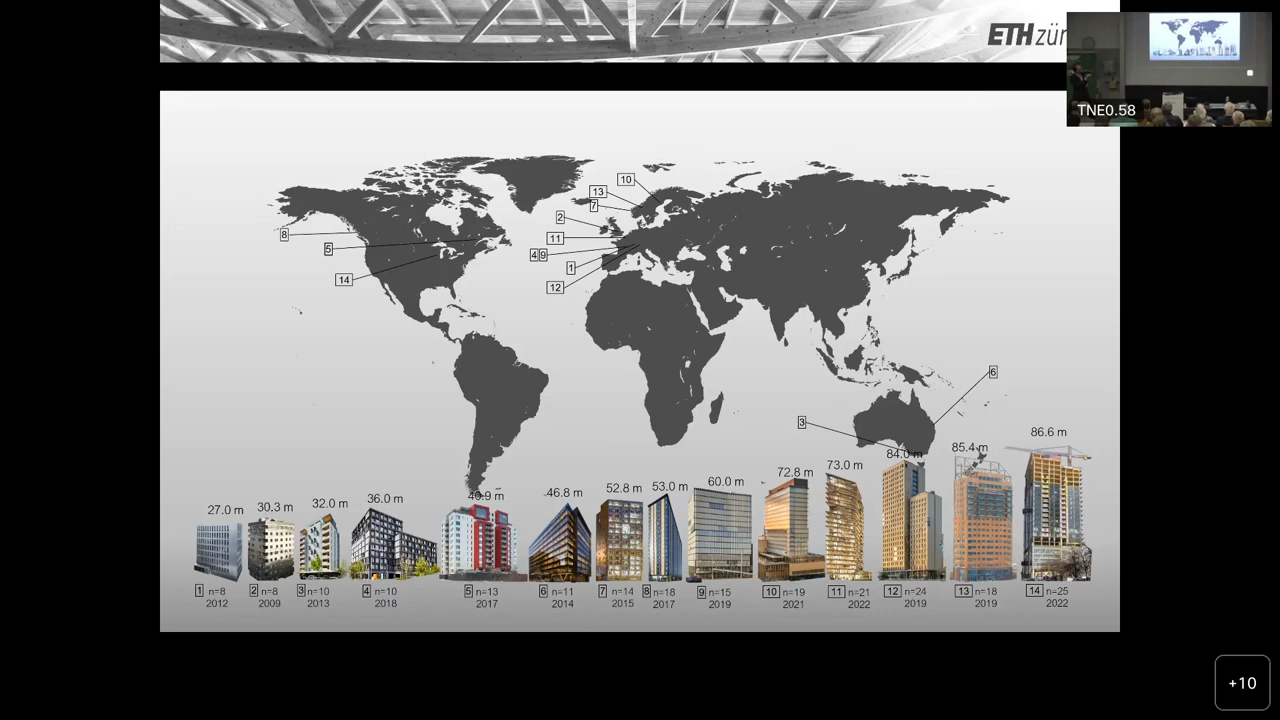 ETH zür
TNE0.58
10
13
7
2
8
11
5
4 9
1
14
12
6
3
86.6 m
85.4 m
84.0 m
73.0 m
72.8 m
60.0 m
53.0 m
52.8 m
46.8 m
40.9 m
36.0 m
32.0 m
30.3 m
27.0 m
1 n=8
2012
2 n=8
2009
3 n=10
2013
4 n=10
2018
5 n=13
2017
6 n=11
2014
7 n=14
2015
8 n=18
2017
9 n=15
2019
10 n=19
2021
11 n=21
2022
12 n=24
2019
13 n=18
2019
14 n=25
2022
+10